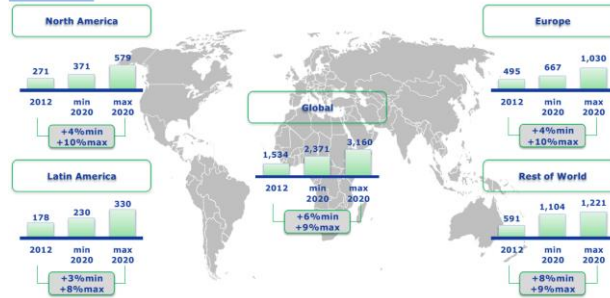 North America
271
371
579
2012
min
2020
max
2020
+4%min
+10%max
Europe
495
667
1,030
2012
min
2020
max
2020
+4%min
+10%max
Global
1,534
2,371
3,160
2012
min
2020
max
2020
+6%min
+9%max
Latin America
178
230
330
2012
min
2020
max
2020
+3%min
+8%max
Rest of World
591
1,104
1,221
2012
min
2020
max
2020
+8%min
+9%max